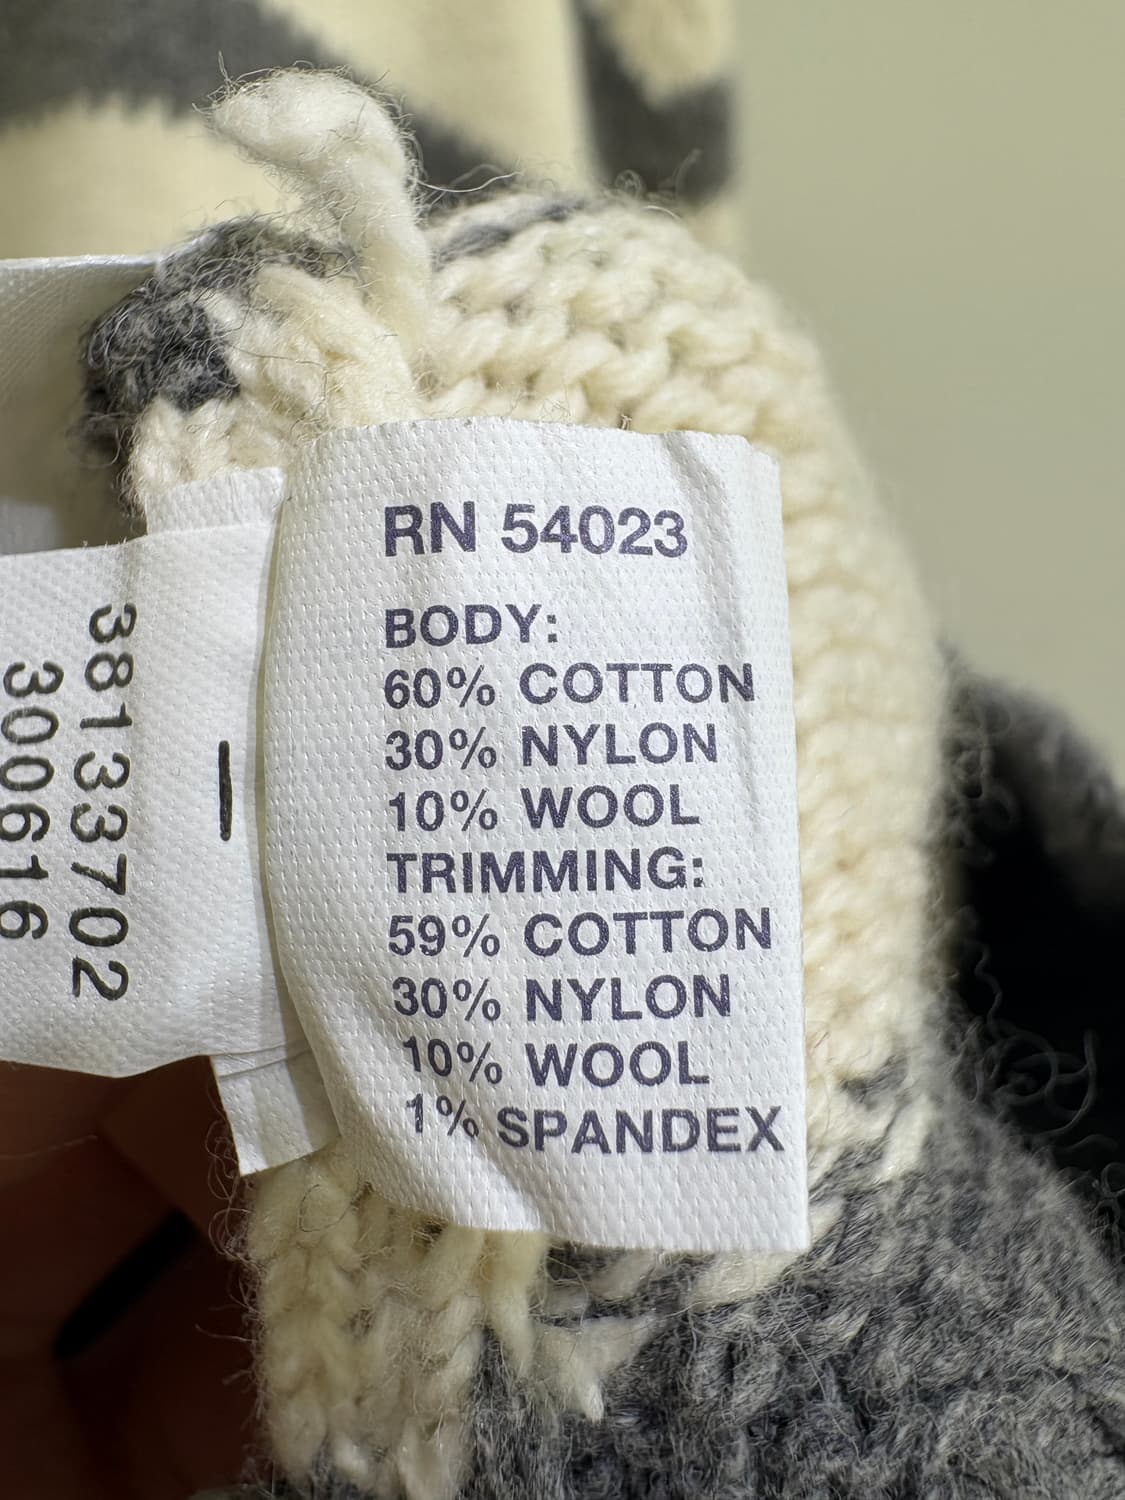 RN 54023
BODY:
60% COTTON
30% NYLON
10% WOOL
TRIMMING:
59% COTTON
30% NYLON
10% WOOL
1% SPANDEX
38133702
300616